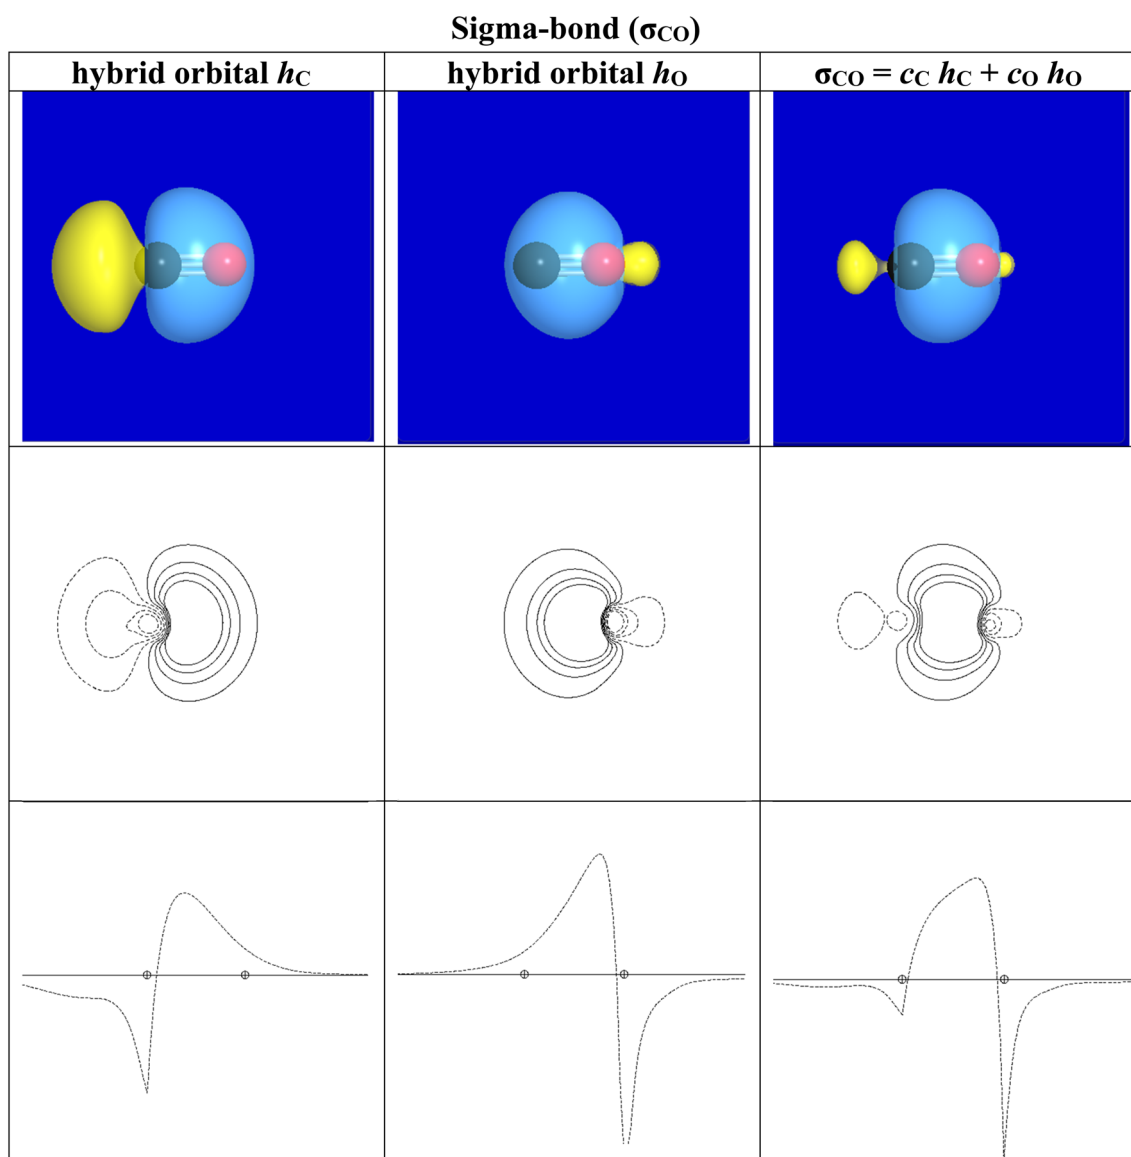 Sigma-bond (σCO)
hybrid orbital hC
hybrid orbital hO
σCO = cC hC + cO hO